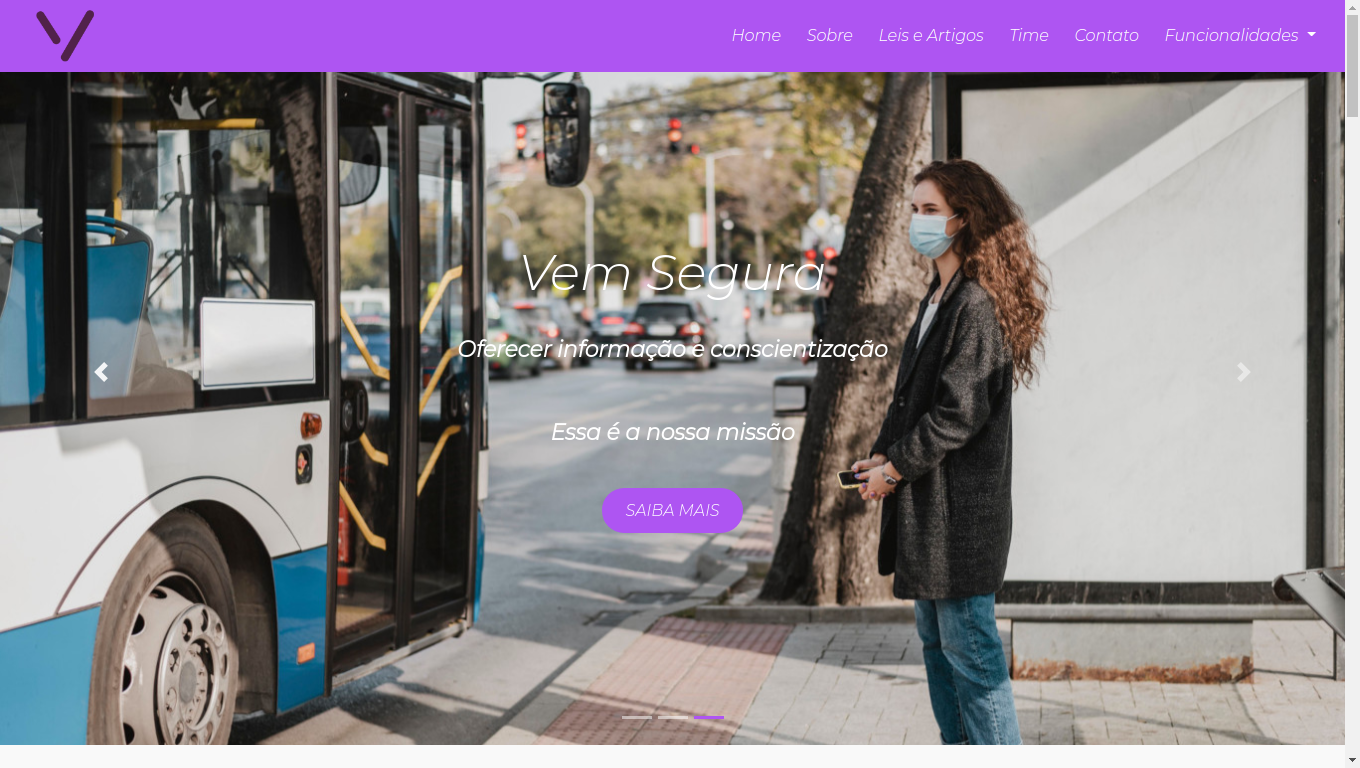 Home Sobre Leis e Artigos Time Contato Funcionalidades
Vem Segura
Oferecer informação e conscientização
Essa é a nossa missão
SAIBA MAIS